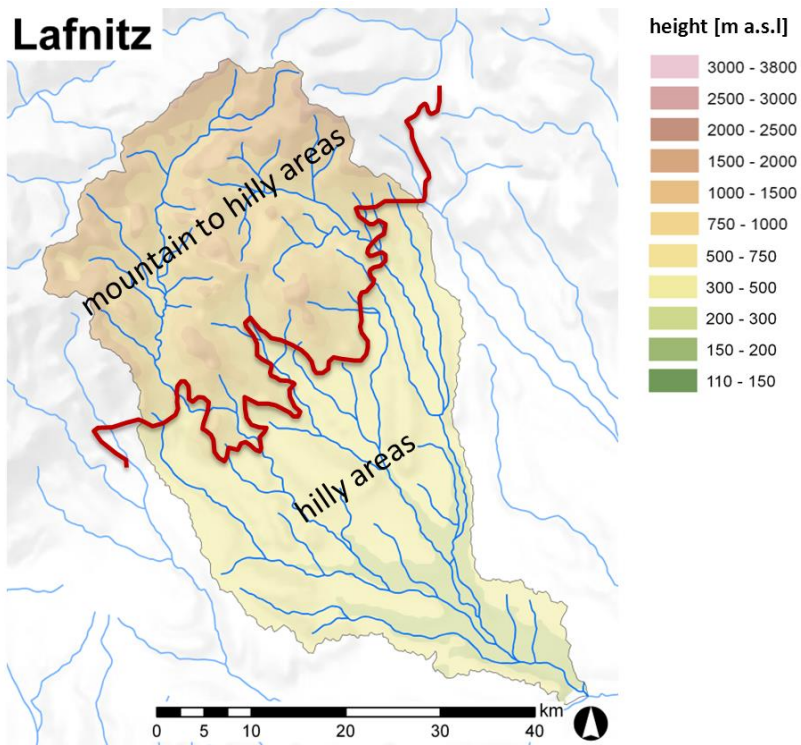 Lafnitz
height [m a.s.l]
3000 - 3800
2500 - 3000
2000 - 2500
1500 - 2000
1000 - 1500
750 - 1000
500 - 750
300 - 500
200 - 300
150 - 200
110 - 150
mountain to hilly areas
hilly areas
km
0 5 10 20 30 40